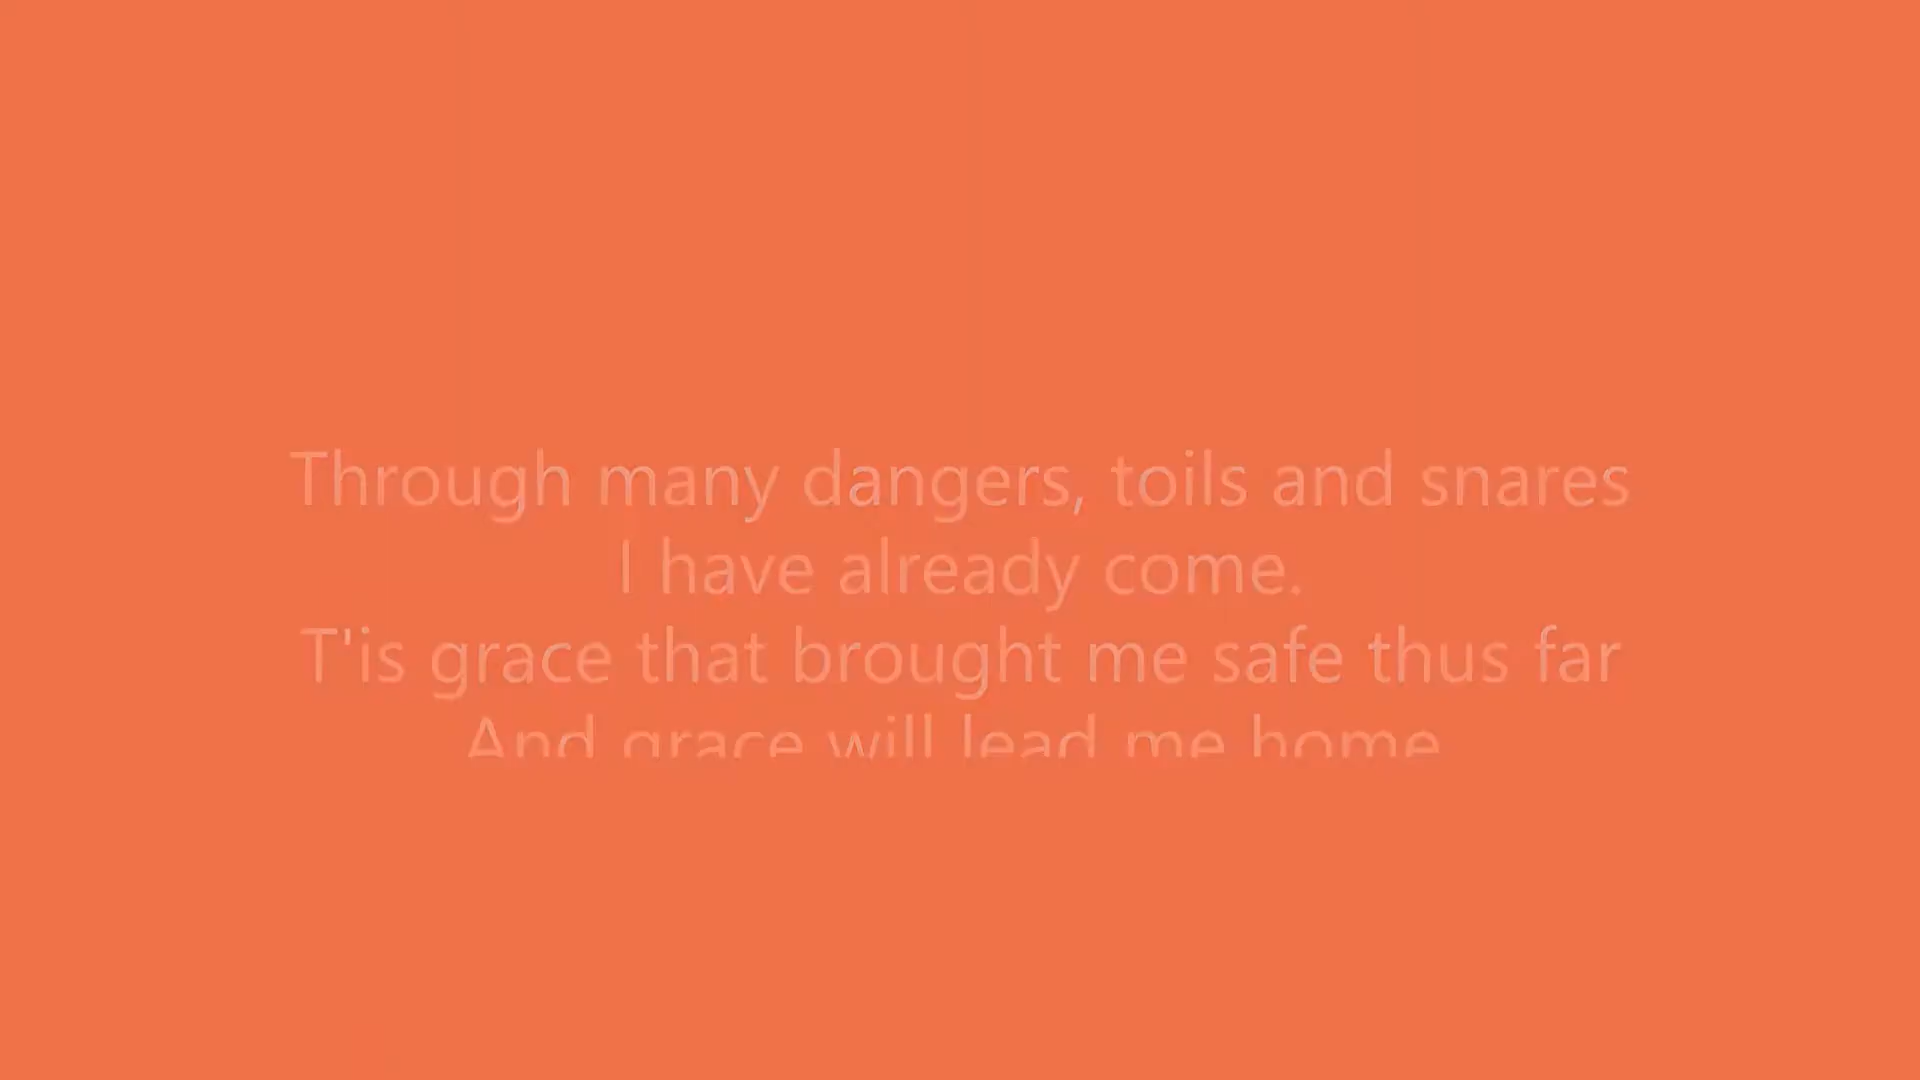 Through many dangers, toils and snares
I have already come.
T'is grace that brought me safe thus far
And grace will lead me home